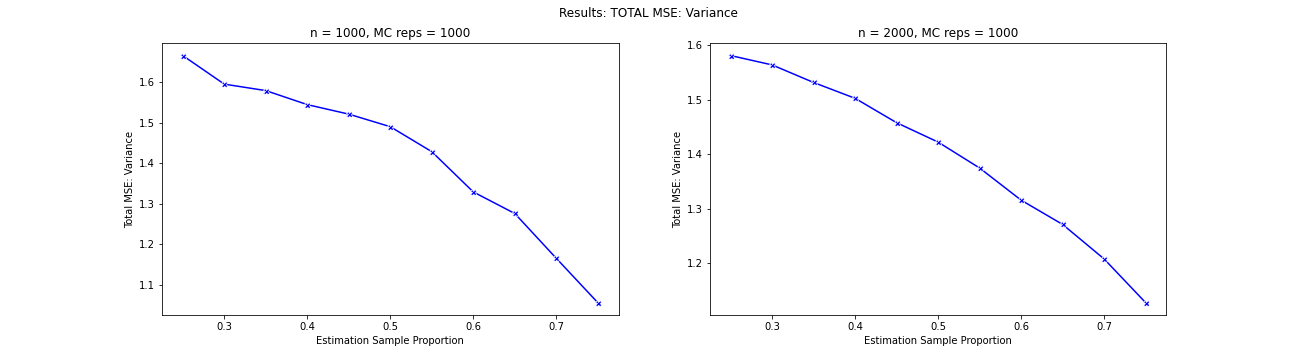 Results: TOTAL MSE: Variance
n = 1000, MC reps = 1000
Total MSE: Variance
1.6
1.5
1.4
1.3
1.2
1.1
0.3 0.4 0.5 0.6 0.7
Estimation Sample Proportion
n = 2000, MC reps = 1000
Total MSE: Variance
1.6
1.5
1.4
1.3
1.2
0.3 0.4 0.5 0.6 0.7
Estimation Sample Proportion